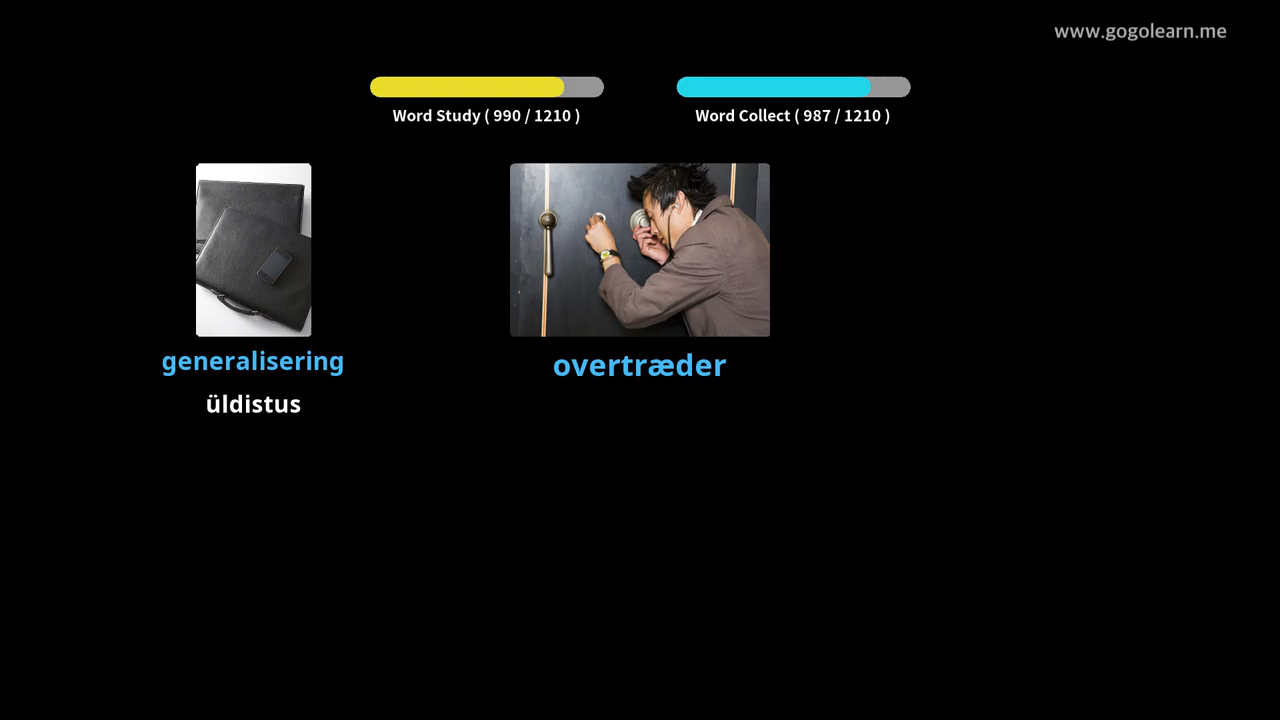 www.gogolearn.me
Word Study ( 990 / 1210 )
Word Collect ( 987 / 1210 )
generalisering
üldistus
overtræder